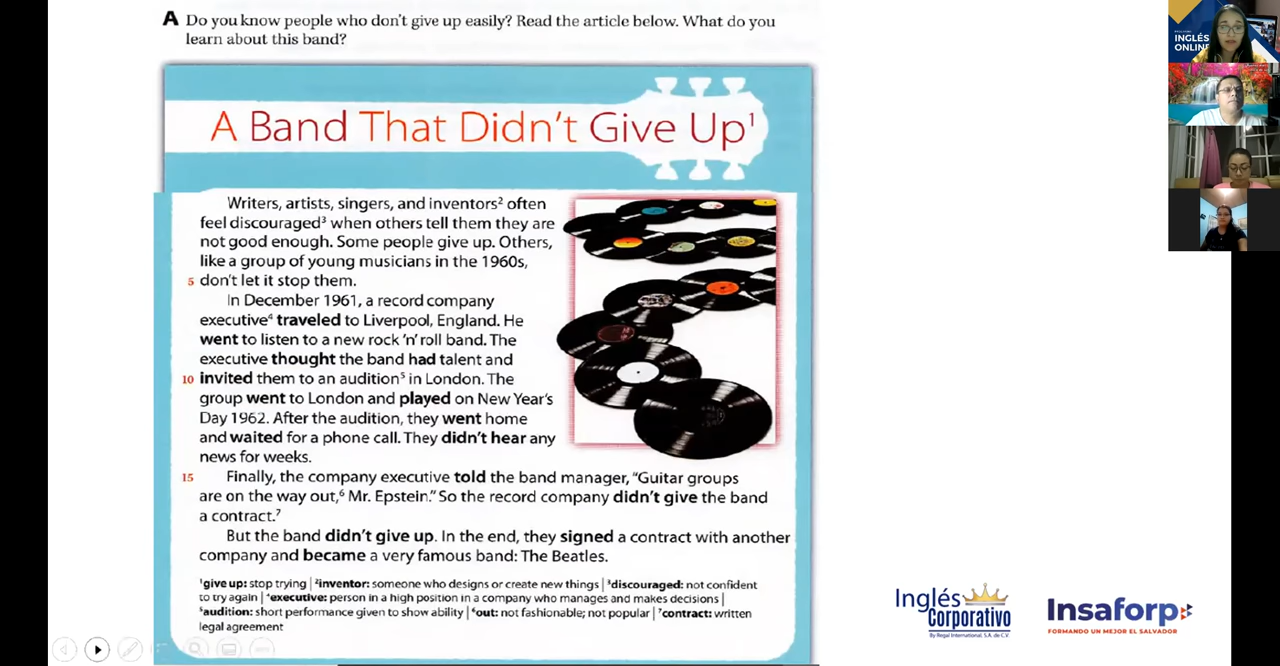 A Do you know people who don't give up easily? Read the article below. What do you
learn about this band?
A Band That Didn't Give Up¹
Writers, artists, singers, and inventors² often
feel discouraged³ when others tell them they are
not good enough. Some people give up. Others,
like a group of young musicians in the 1960s,
5 don't let it stop them.
In December 1961, a record company
executive⁴ traveled to Liverpool, England. He
went to listen to a new rock 'n' roll band. The
executive thought the band had talent and
10 invited them to an audition⁵ in London. The
group went to London and played on New Year's
Day 1962. After the audition, they went home
and waited for a phone call. They didn't hear any
news for weeks.
15 Finally, the company executive told the band manager, "Guitar groups
are on the way out,⁶ Mr. Epstein." So the record company didn't give the band
a contract.⁷
But the band didn't give up. In the end, they signed a contract with another
company and became a very famous band: The Beatles.
¹give up: stop trying | ²inventor: someone who designs or create new things | ³discouraged: not confident
to try again | ⁴executive: person in a high position in a company who manages and makes decisions |
⁵audition: short performance given to show ability | ⁶out: not fashionable; not popular | ⁷contract: written
legal agreement
INGLÉS
ONLINE
Inglés
Corporativo
By Regal International, S.A. de C.V.
Insaforp
FORMANDO UN MEJOR EL SALVADOR